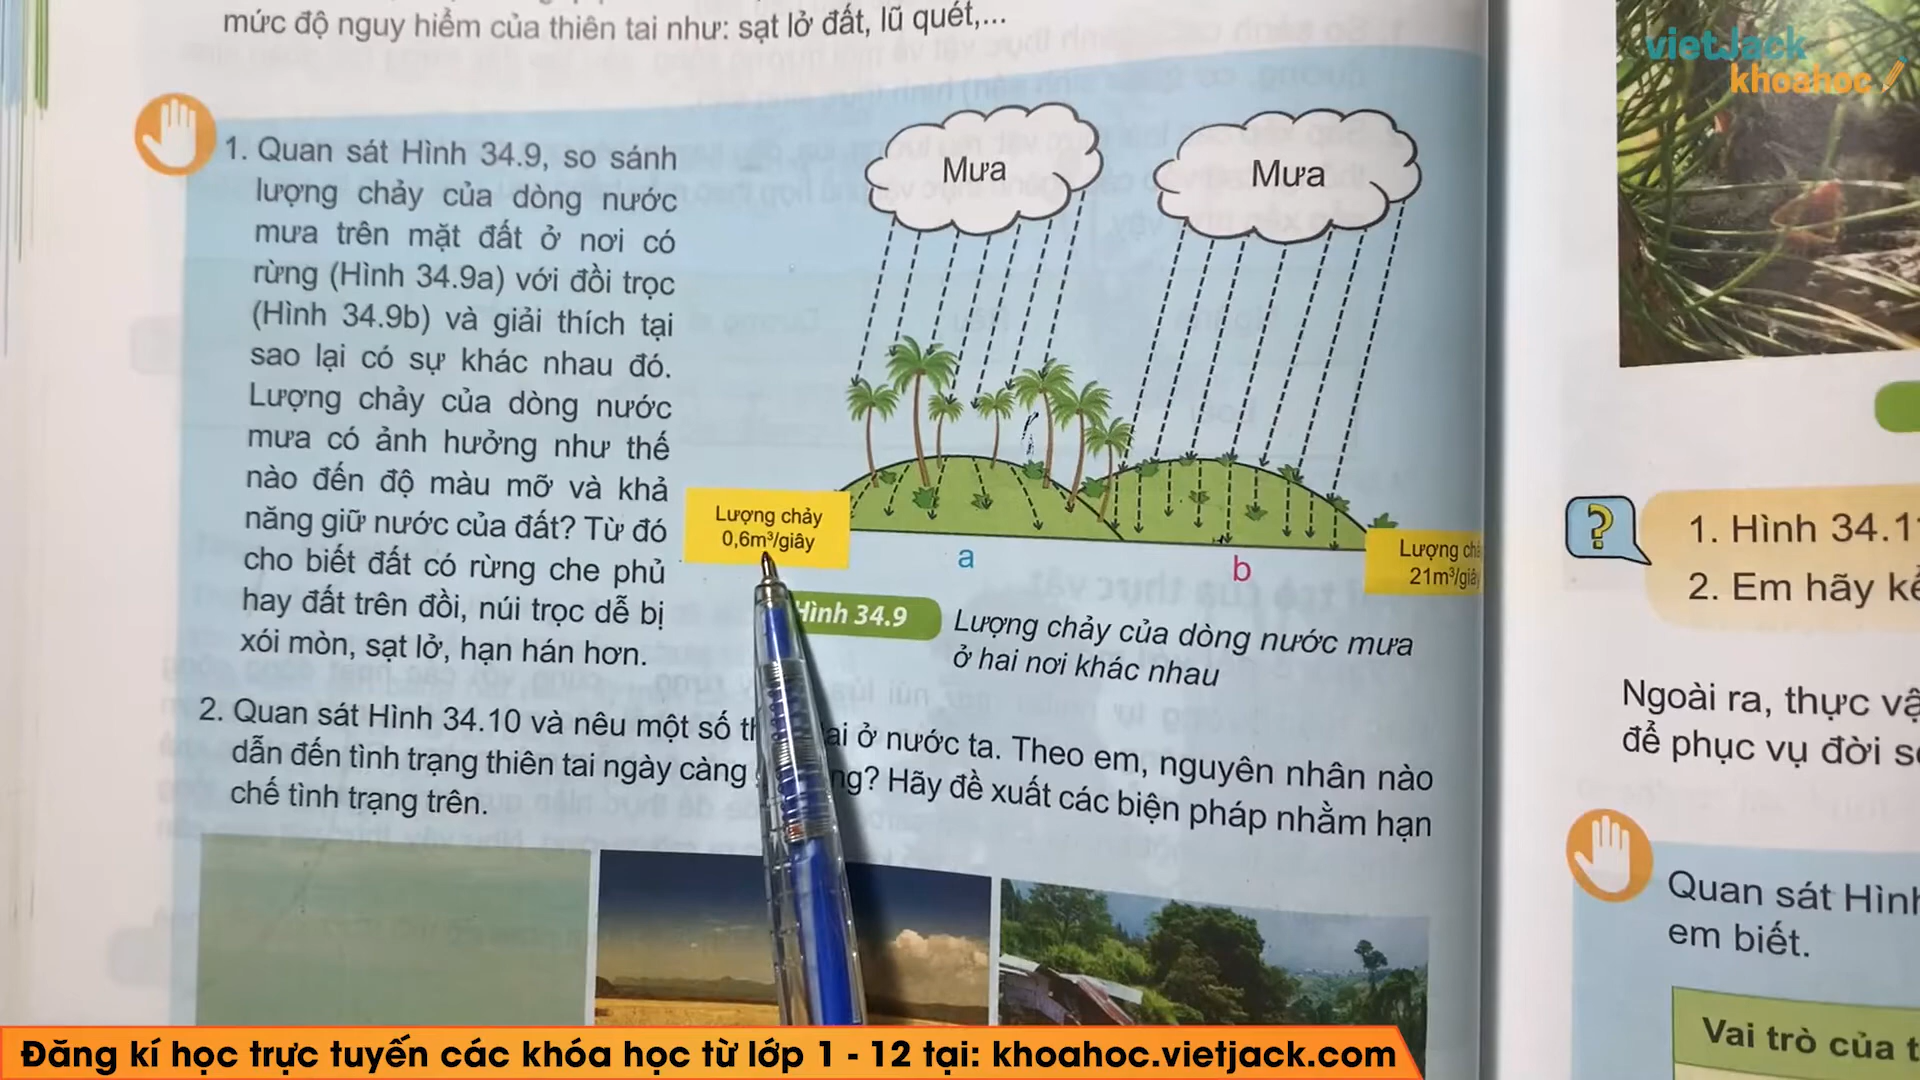 mức độ nguy hiểm của thiên tai như: sạt lở đất, lũ quét,...
vietJack
khoahoc
1. Quan sát Hình 34.9, so sánh
lượng chảy của dòng nước
mưa trên mặt đất ở nơi có
rừng (Hình 34.9a) với đồi trọc
(Hình 34.9b) và giải thích tại
sao lại có sự khác nhau đó.
Lượng chảy của dòng nước
mưa có ảnh hưởng như thế
nào đến độ màu mỡ và khả
năng giữ nước của đất? Từ đó
cho biết đất có rừng che phủ
hay đất trên đồi, núi trọc dễ bị
xói mòn, sạt lở, hạn hán hơn.
Mưa
Mưa
Lượng chảy
0,6m³/giây
a
b
Lượng
21m³/giây
Hình 34.9
Lượng chảy của dòng nước mưa
ở hai nơi khác nhau
2. Quan sát Hình 34.10 và nêu một số ở nước ta. Theo em, nguyên nhân nào
dẫn đến tình trạng thiên tai ngày càng Hãy đề xuất các biện pháp nhằm hạn
chế tình trạng trên.
?
1. Hình 34.1
2. Em hãy
Ngoài ra, thực
để phục vụ đời
Quan sát Hình
em biết.
Vai trò của
Đăng kí học trực tuyến các khóa học từ lớp 1 - 12 tại: khoahoc.vietjack.com